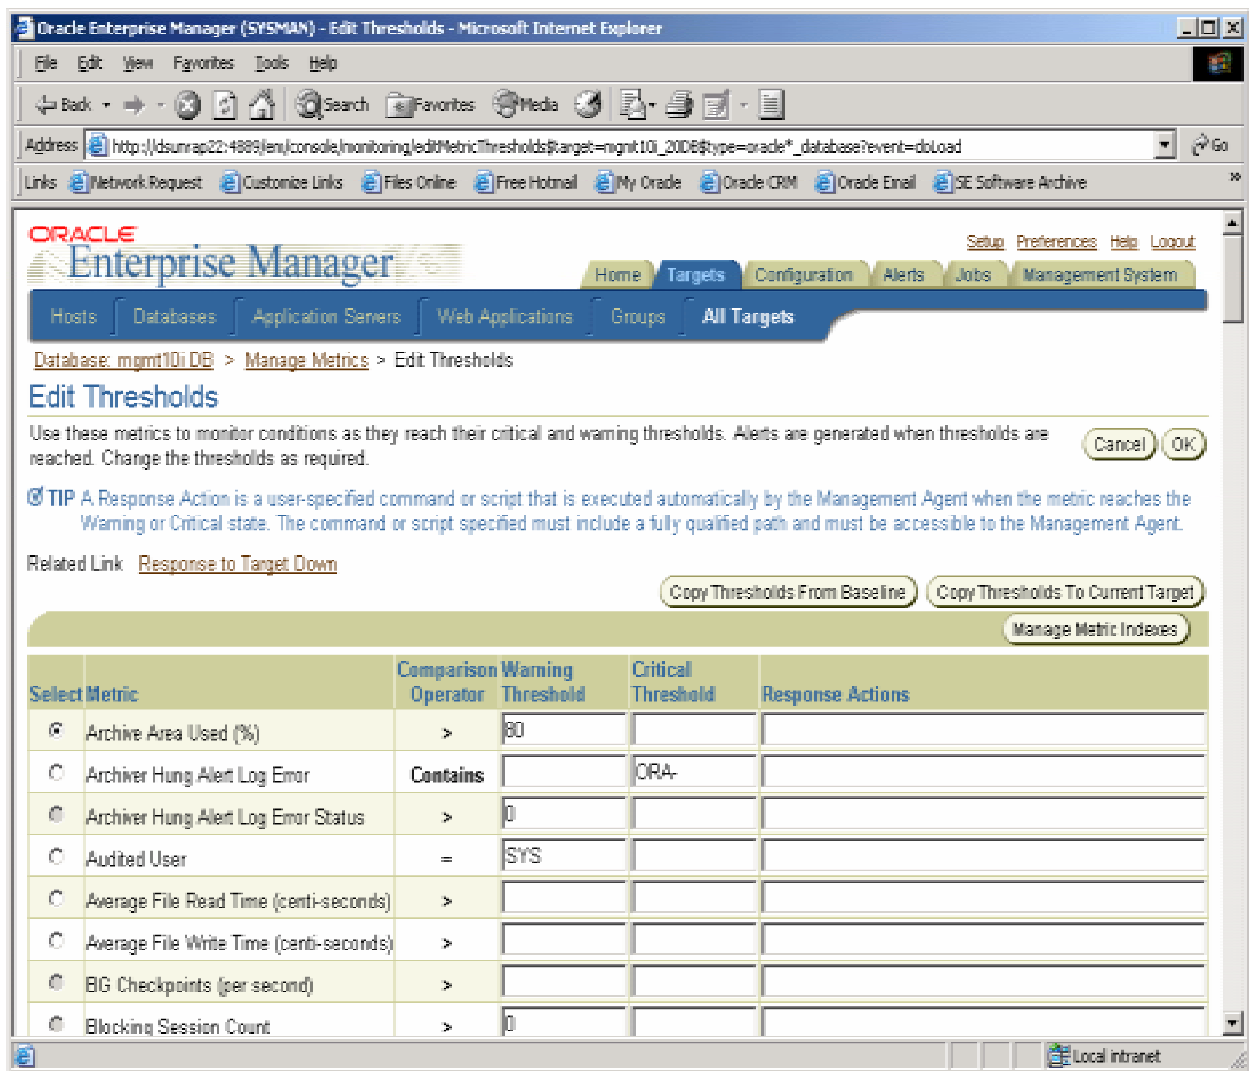 Oracle Enterprise Manager (SYSMAN) - Edit Thresholds - Microsoft Internet Explorer
File Edit View Favorites Tools Help
Back Search Favorites Media
Address http://dsunrap22:4889/em/console/monitoring/editMetricThresholds$target=mgmt10i_20DB$type=oracle*_database?event=doLoad Go
Links Network Request Customize Links Files Online Free Hotmail My Oracle Oracle CRM Oracle Email SE Software Archive »
ORACLE
Enterprise Manager
Setup Preferences Help Logout
Home Targets Configuration Alerts Jobs Management System
Hosts Databases Application Servers Web Applications Groups All Targets
Database: mgmt10i DB > Manage Metrics > Edit Thresholds
Edit Thresholds
Use these metrics to monitor conditions as they reach their critical and warning thresholds. Alerts are generated when thresholds are
reached. Change the thresholds as required.
Cancel OK
TIP A Response Action is a user-specified command or script that is executed automatically by the Management Agent when the metric reaches the
Warning or Critical state. The command or script specified must include a fully qualified path and must be accessible to the Management Agent.
Related Link Response to Target Down
Copy Thresholds From Baseline Copy Thresholds To Current Target
Manage Metric Indexes
Select Metric Comparison Operator Warning Threshold Critical Threshold Response Actions
Archive Area Used (%) > 80
Archiver Hung Alert Log Error Contains ORA-
Archiver Hung Alert Log Error Status > 0
Audited User = SYS
Average File Read Time (centi-seconds) >
Average File Write Time (centi-seconds) >
BG Checkpoints (per second) >
Blocking Session Count > 0
Local intranet